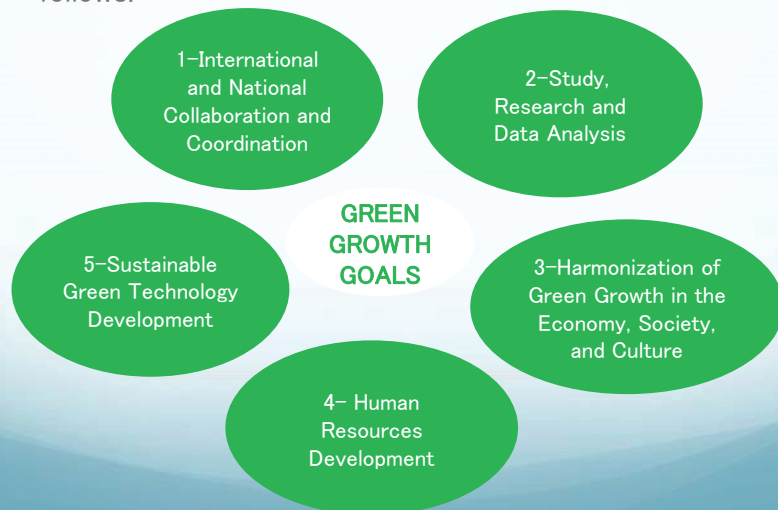 follows:
1-International
and National
Collaboration and
Coordination
2-Study,
Research and
Data Analysis
GREEN
GROWTH
GOALS
3-Harmonization of
Green Growth in the
Economy, Society,
and Culture
4- Human
Resources
Development
5-Sustainable
Green Technology
Development